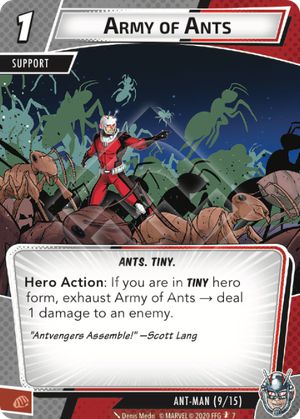 1
ARMY OF ANTS
SUPPORT
ANTS. TINY.
Hero Action: If you are in TINY hero
form, exhaust Army of Ants → deal
1 damage to an enemy.
"Antvengers Assemble!" —Scott Lang
ANT-MAN (9/15)
Denis Medri © MARVEL © 2020 FFG 7